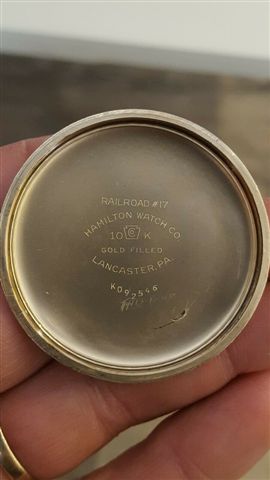 RAILROAD #17
HAMILTON WATCH CO.
10 K
GOLD FILLED
LANCASTER, PA.
K092546